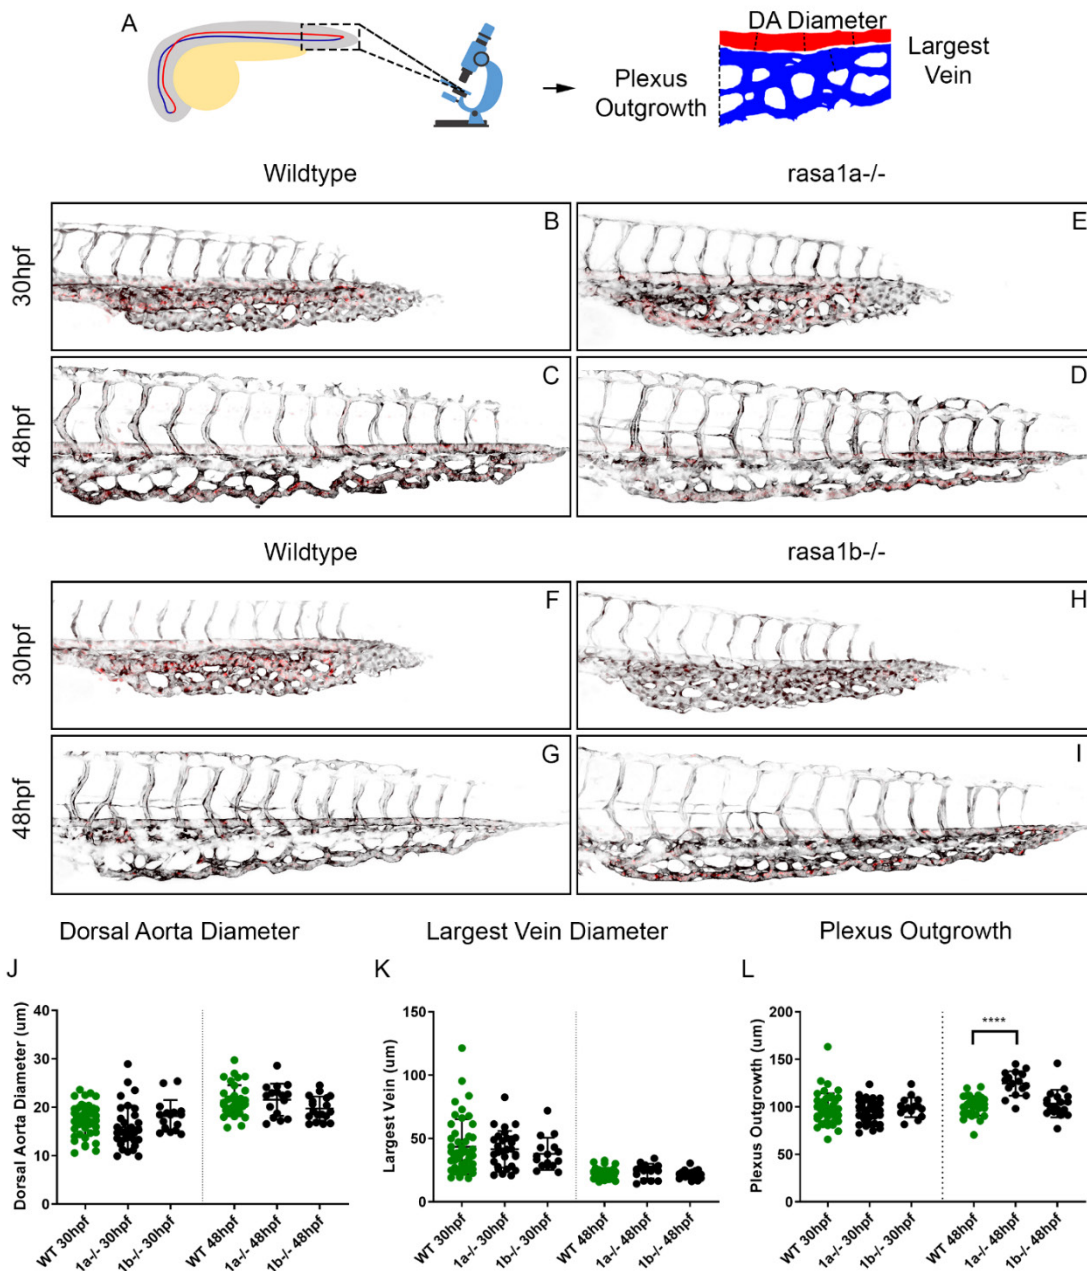 A
DA Diameter
Plexus
Outgrowth
Largest
Vein
Wildtype
rasa1a-/-
30hpf
B
E
48hpf
C
D
Wildtype
rasa1b-/-
30hpf
F
H
48hpf
G
I
Dorsal Aorta Diameter
Largest Vein Diameter
Plexus Outgrowth
J
K
L
Dorsal Aorta Diameter (um)
40
30
20
10
0
WT 30hpf
1a-/- 30hpf
1b-/- 30hpf
WT 48hpf
1a-/- 48hpf
1b-/- 48hpf
Largest Vein (um)
150
100
50
0
WT 30hpf
1a-/- 30hpf
1b-/- 30hpf
WT 48hpf
1a-/- 48hpf
1b-/- 48hpf
Plexus Outgrowth (um)
200
150
100
50
0
****
WT 30hpf
1a-/- 30hpf
1b-/- 30hpf
WT 48hpf
1a-/- 48hpf
1b-/- 48hpf